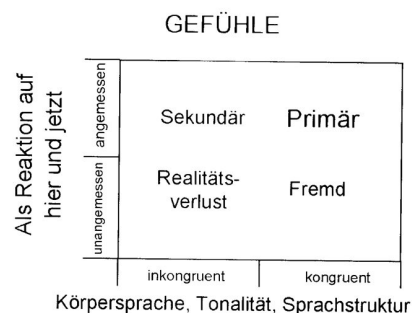 GEFÜHLE
Als Reaktion auf
hier und jetzt
angemessen
Sekundär
Primär
unangemessen
Realitäts-
verlust
Fremd
inkongruent
kongruent
Körpersprache, Tonalität, Sprachstruktur